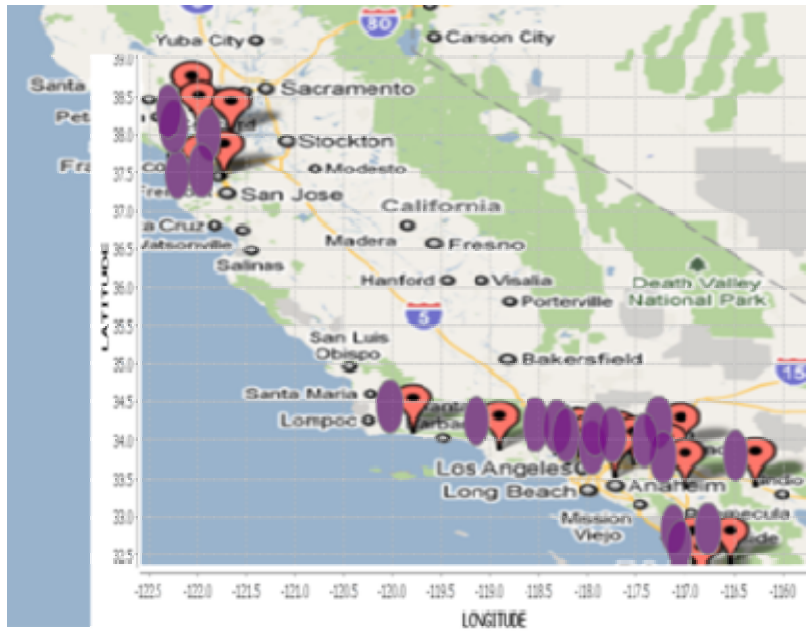 80
Yuba City
Carson City
39.0
Santa
38.5
Sacramento
Pet
38.0
Stockton
Fra
37.5
Modesto
San Jose
37.0
California
a Cruz
Watsonville
36.5
Madera
Fresno
Salinas
LATITUDE
36.0
Hanford
Visalia
Death Valley
National Park
Porterville
5
35.5
San Luis
Obispo
35.0
Bakersfield
15
34.5
Santa Maria
Lompoc
34.0
Los Angeles
33.5
Long Beach
Anaheim
33.0
Mission
Viejo
32.5
-122.5 -122.0 -121.5 -121.0 -120.5 -120.0 -119.5 -119.0 -118.5 -118.0 -117.5 -117.0 -116.5 -116.0
LONGITUDE